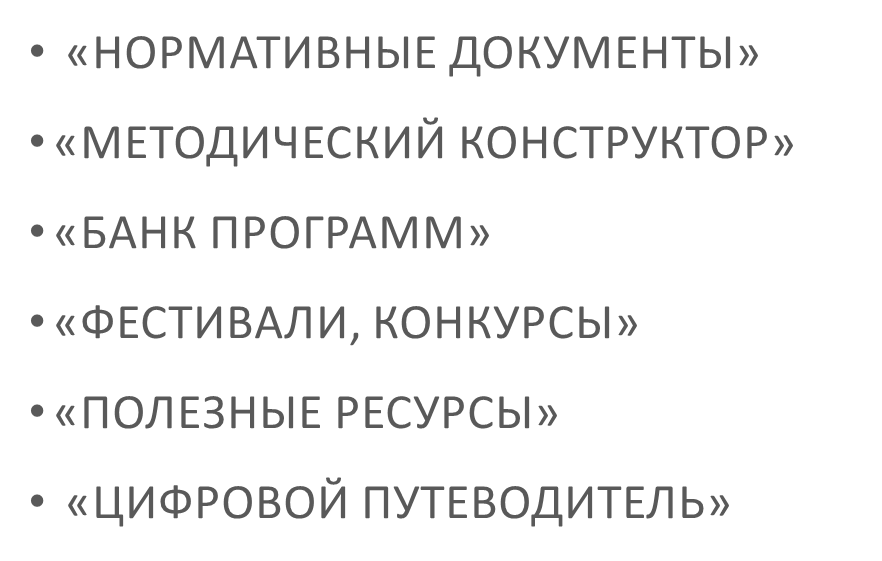 • «НОРМАТИВНЫЕ ДОКУМЕНТЫ»
• «МЕТОДИЧЕСКИЙ КОНСТРУКТОР»
• «БАНК ПРОГРАММ»
• «ФЕСТИВАЛИ, КОНКУРСЫ»
• «ПОЛЕЗНЫЕ РЕСУРСЫ»
• «ЦИФРОВОЙ ПУТЕВОДИТЕЛЬ»